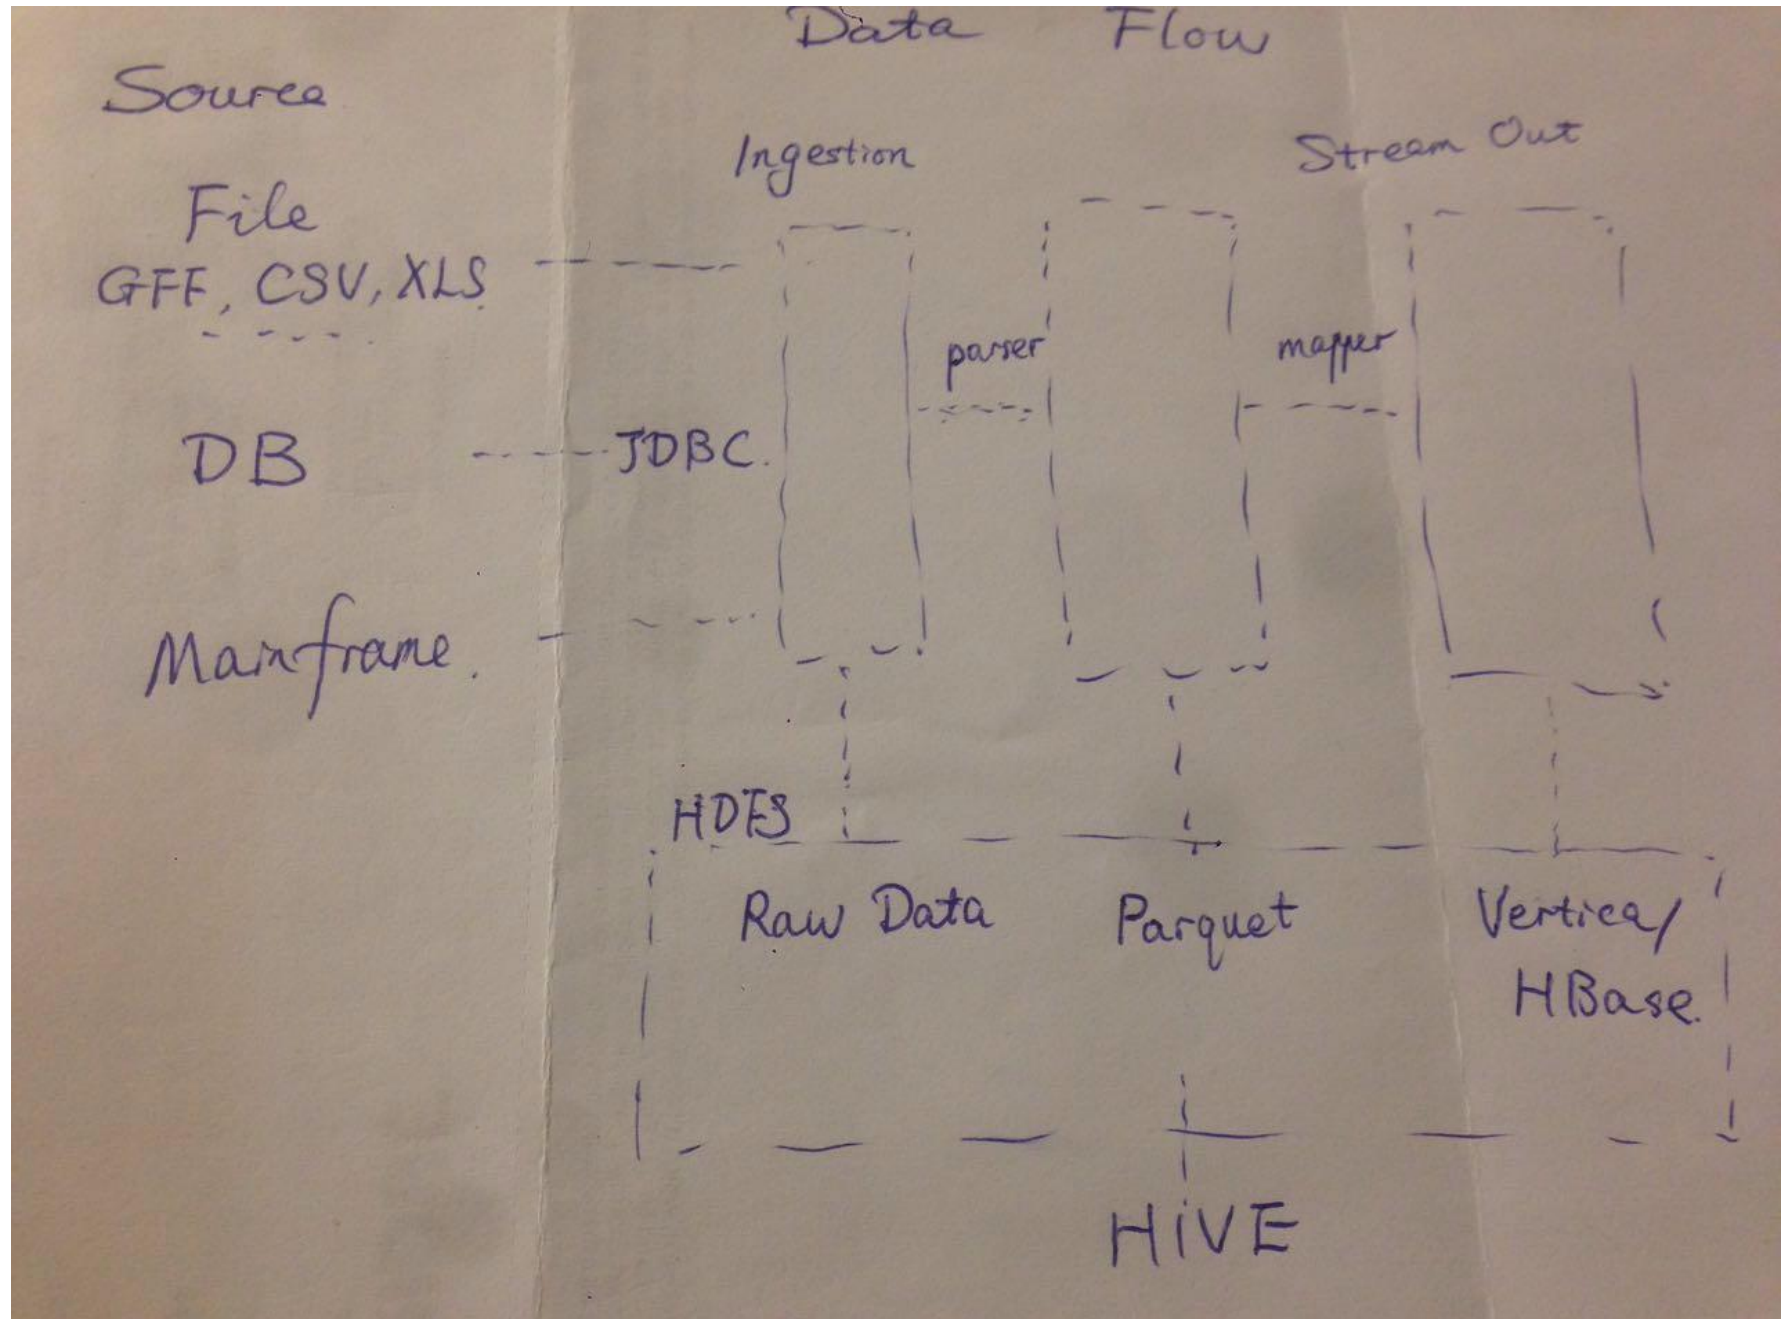 Data Flow
Source
Ingestion
Stream Out
File
GFF, CSV, XLS
parser
mapper
DB
JDBC.
Mainframe.
HDFS
Raw Data
Parquet
Vertica/
HBase.
HiVE